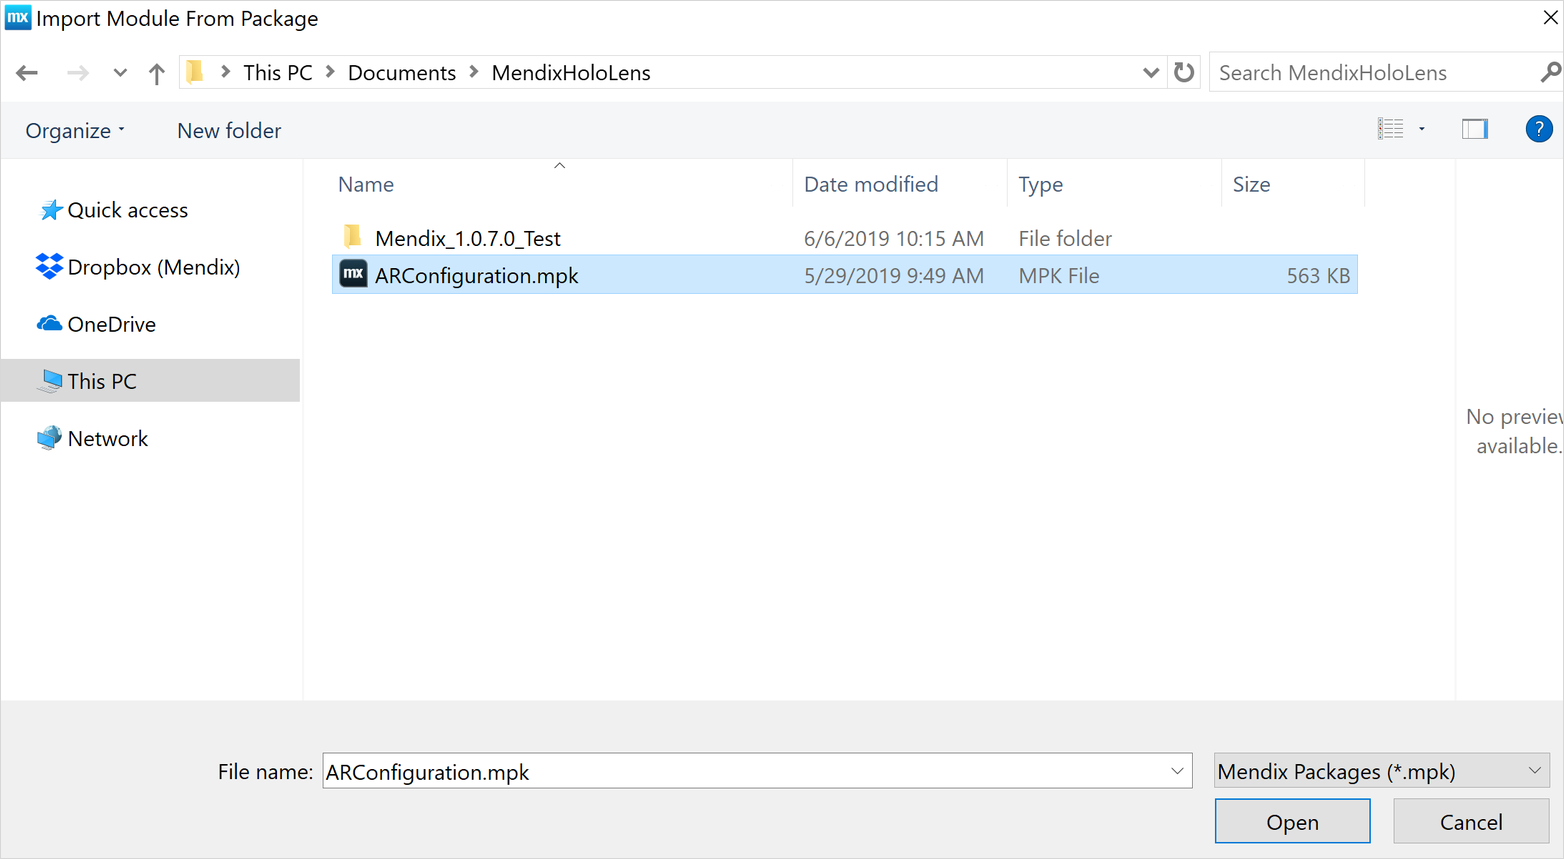 mx Import Module From Package
This PC > Documents > MendixHoloLens
Search MendixHoloLens
Organize
New folder
?
Name
Date modified
Type
Size
Quick access
Dropbox (Mendix)
OneDrive
This PC
Network
Mendix_1.0.7.0_Test 6/6/2019 10:15 AM File folder
mx ARConfiguration.mpk 5/29/2019 9:49 AM MPK File 563 KB
No preview
available.
File name: ARConfiguration.mpk
Mendix Packages (*.mpk)
Open
Cancel